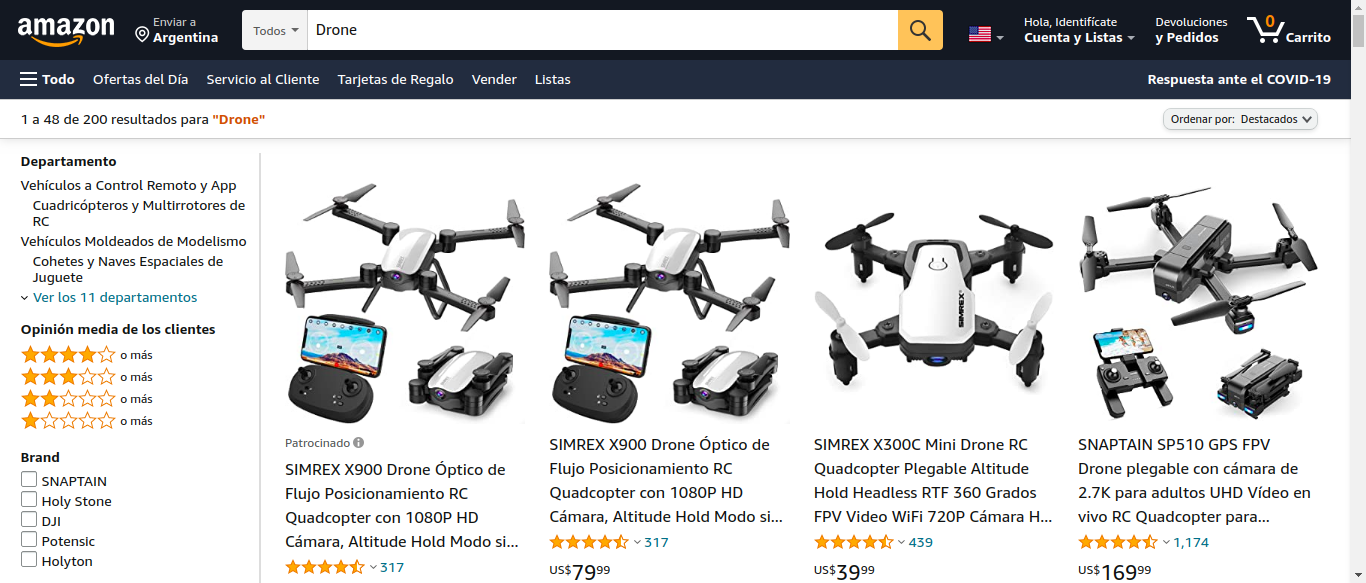 amazon
Enviar a
Argentina
Todos
Drone
Hola, Identifícate
Cuenta y Listas
Devoluciones
y Pedidos
0
Carrito
Todo
Ofertas del Día
Servicio al Cliente
Tarjetas de Regalo
Vender
Listas
Respuesta ante el COVID-19
1 a 48 de 200 resultados para "Drone"
Ordenar por: Destacados
Departamento
Vehículos a Control Remoto y App
Cuadricópteros y Multirrotores de
RC
Vehículos Moldeados de Modelismo
Cohetes y Naves Espaciales de
Juguete
Ver los 11 departamentos
Opinión media de los clientes
o más
o más
o más
o más
Brand
SNAPTAIN
Holy Stone
DJI
Potensic
Holyton
Patrocinado
SIMREX X900 Drone Óptico de
Flujo Posicionamiento RC
Quadcopter con 1080P HD
Cámara, Altitude Hold Modo si...
317
SIMREX X900 Drone Óptico de
Flujo Posicionamiento RC
Quadcopter con 1080P HD
Cámara, Altitude Hold Modo si...
317
US$7999
SIMREX
SIMREX X300C Mini Drone RC
Quadcopter Plegable Altitude
Hold Headless RTF 360 Grados
FPV Video WiFi 720P Cámara H...
439
US$3999
SNAPTAIN SP510 GPS FPV
Drone plegable con cámara de
2.7K para adultos UHD Vídeo en
vivo RC Quadcopter para...
1,174
US$16999